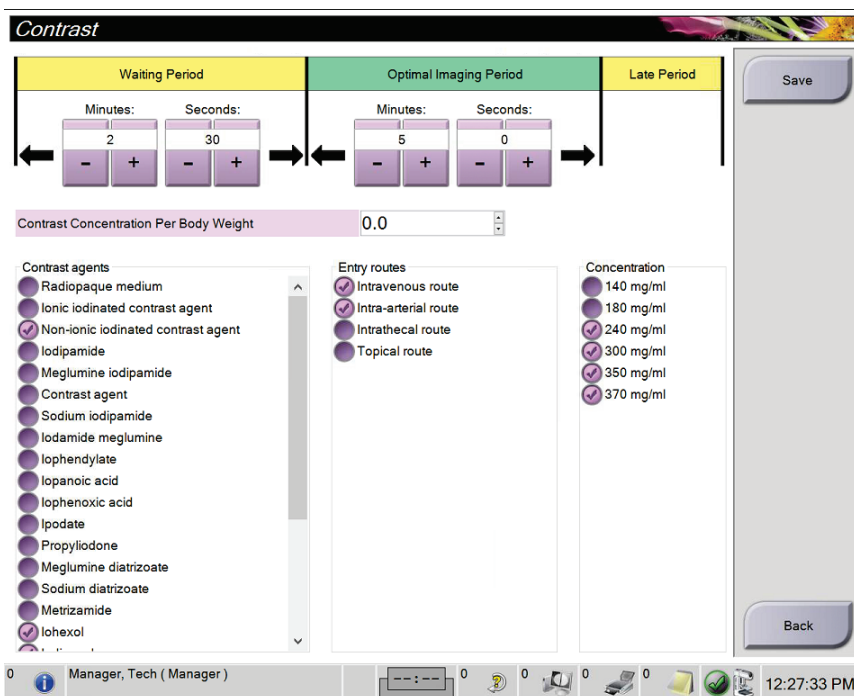 Contrast
Waiting Period
Optimal Imaging Period
Late Period
Save
Minutes:
Seconds:
Minutes:
Seconds:
2
30
5
0
- +
- +
- +
- +
Contrast Concentration Per Body Weight
0.0
Contrast agents
Radiopaque medium
Ionic iodinated contrast agent
Non-ionic iodinated contrast agent
Iodipamide
Meglumine iodipamide
Contrast agent
Sodium iodipamide
Iodamide meglumine
Iophendylate
Iopanoic acid
Iophenoxic acid
Ipodate
Propyliodone
Meglumine diatrizoate
Sodium diatrizoate
Metrizamide
Iohexol
Entry routes
Intravenous route
Intra-arterial route
Intrathecal route
Topical route
Concentration
140 mg/ml
180 mg/ml
240 mg/ml
300 mg/ml
350 mg/ml
370 mg/ml
Back
0
Manager, Tech ( Manager )
--:--
0
0
0
0
12:27:33 PM